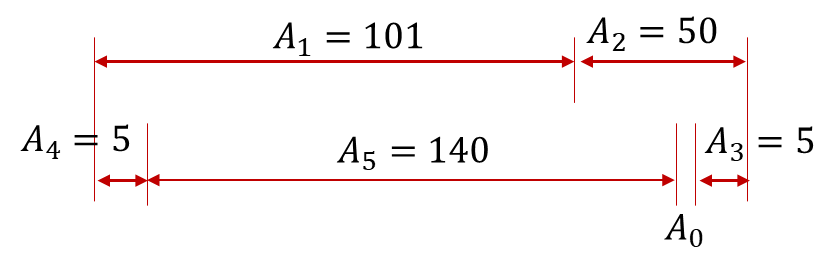 A₁ = 101
A₂ = 50
A₄ = 5
A₅ = 140
A₃ = 5
A₀